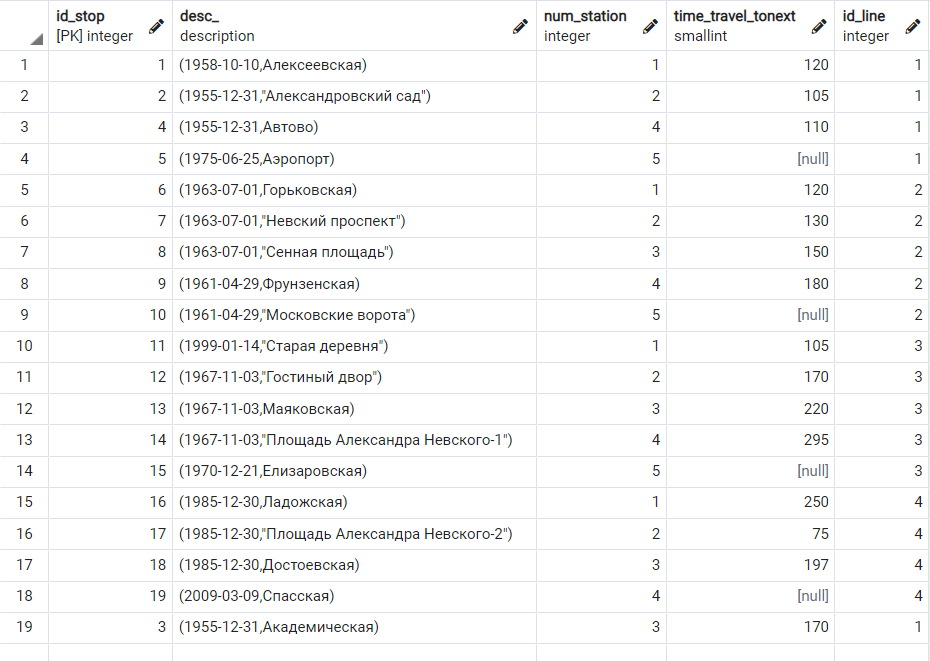 id_stop desc_ num_station time_travel_tonext id_line
[PK] integer description integer smallint integer
1 1 (1958-10-10,Алексеевская) 1 120 1
2 2 (1955-12-31,"Александровский сад") 2 105 1
3 4 (1955-12-31,Автово) 4 110 1
4 5 (1975-06-25,Аэропорт) 5 [null] 1
5 6 (1963-07-01,Горьковская) 1 120 2
6 7 (1963-07-01,"Невский проспект") 2 130 2
7 8 (1963-07-01,"Сенная площадь") 3 150 2
8 9 (1961-04-29,Фрунзенская) 4 180 2
9 10 (1961-04-29,"Московские ворота") 5 [null] 2
10 11 (1999-01-14,"Старая деревня") 1 105 3
11 12 (1967-11-03,"Гостиный двор") 2 170 3
12 13 (1967-11-03,Маяковская) 3 220 3
13 14 (1967-11-03,"Площадь Александра Невского-1") 4 295 3
14 15 (1970-12-21,Елизаровская) 5 [null] 3
15 16 (1985-12-30,Ладожская) 1 250 4
16 17 (1985-12-30,"Площадь Александра Невского-2") 2 75 4
17 18 (1985-12-30,Достоевская) 3 197 4
18 19 (2009-03-09,Спасская) 4 [null] 4
19 3 (1955-12-31,Академическая) 3 170 1